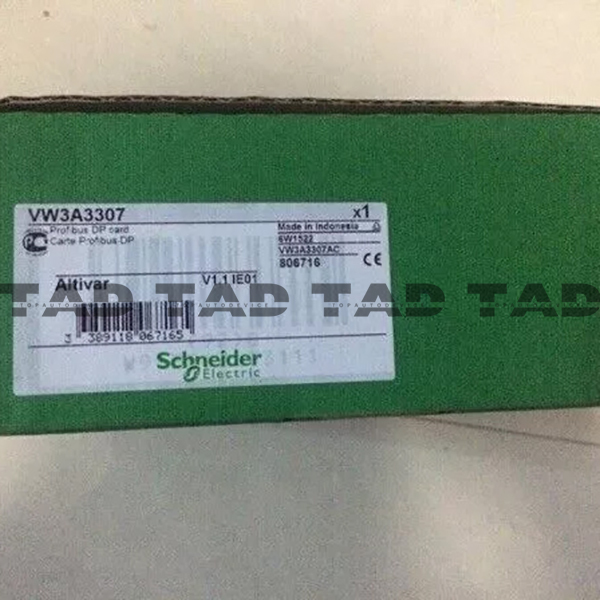 VW3A3307 x1
Profibus DP card
Carte Profibus DP
Made in Indonesia
6W1522
VW3A3307AC
806716 CE
Altivar V1.1 IE01
TAD TAD TAD TAD
3 389118 067165
Schneider
Electric